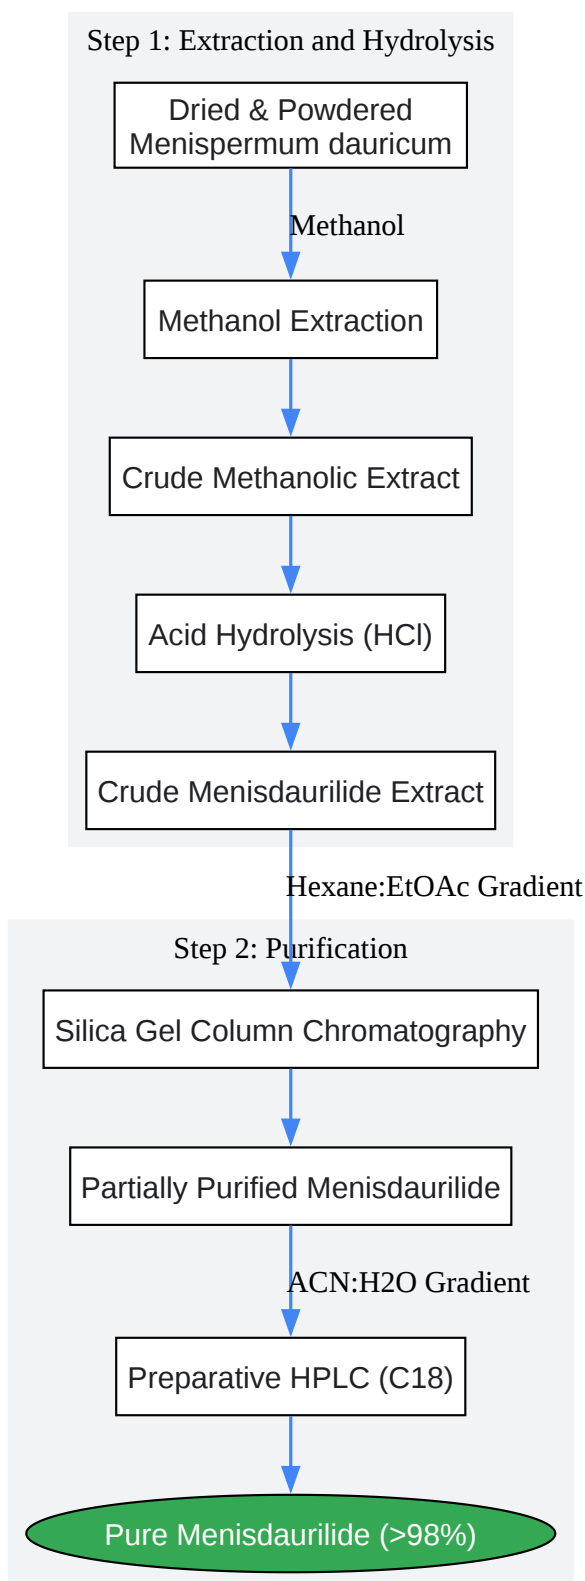 Step 1: Extraction and Hydrolysis
Dried & Powdered
Menispermum dauricum
Methanol
Methanol Extraction
Crude Methanolic Extract
Acid Hydrolysis (HCl)
Crude Menisdaurilide Extract
Hexane:EtOAc Gradient
Step 2: Purification
Silica Gel Column Chromatography
Partially Purified Menisdaurilide
ACN:H2O Gradient
Preparative HPLC (C18)
Pure Menisdaurilide (>98%)